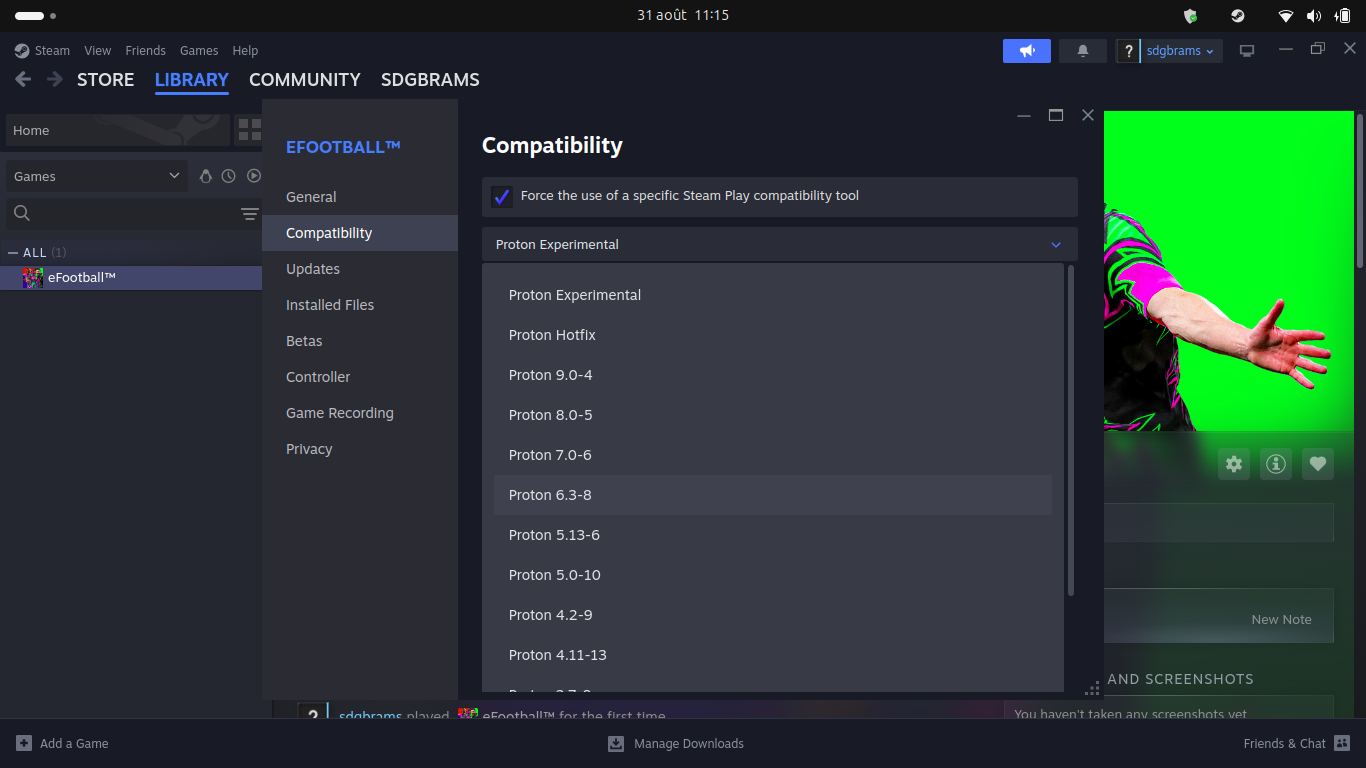 31 août 11:15
Steam View Friends Games Help
? sdgbrams
STORE LIBRARY COMMUNITY SDGBRAMS
Home
Games
ALL (1)
eFootball™
EFOOTBALL™
General
Compatibility
Updates
Installed Files
Betas
Controller
Game Recording
Privacy
Compatibility
Force the use of a specific Steam Play compatibility tool
Proton Experimental
Proton Experimental
Proton Hotfix
Proton 9.0-4
Proton 8.0-5
Proton 7.0-6
Proton 6.3-8
Proton 5.13-6
Proton 5.0-10
Proton 4.2-9
Proton 4.11-13
New Note
AND SCREENSHOTS
You haven't taken any screenshots yet
? sdgbrams played eFootball™ for the first time
Add a Game
Manage Downloads
Friends & Chat